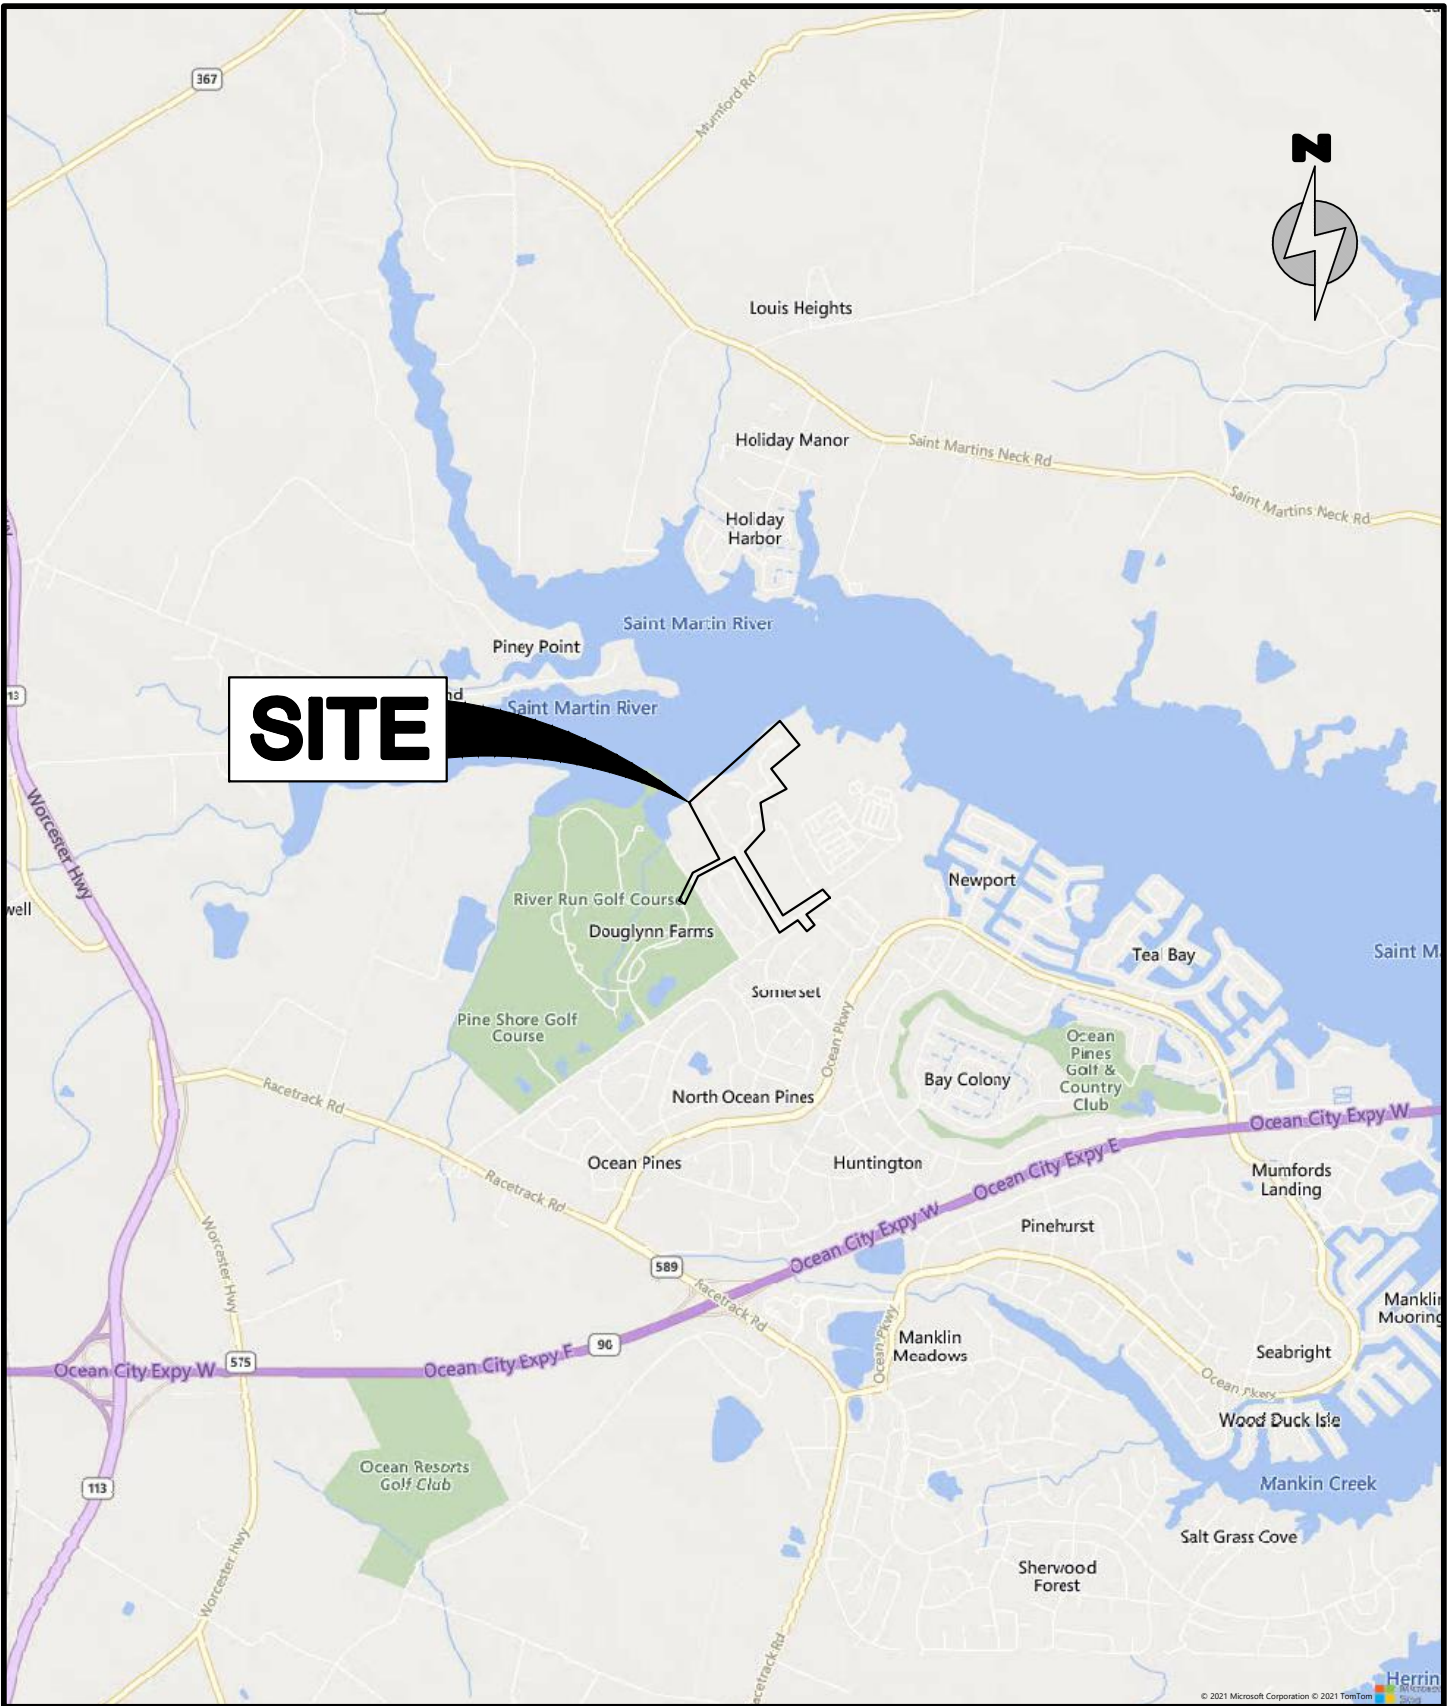 367
Mumford Rd
N
Louis Heights
Holiday Manor
Saint Martins Neck Rd
Saint Martins Neck Rd
Holiday
Harbor
Saint Martin River
Piney Point
nd
13
SITE
Saint Martin River
Worcester Hwy
Newport
River Run Golf Course
well
Douglynn Farms
Teal Bay
Saint M
Somerset
Pine Shore Golf
Course
Ocean Pkwy
Ocean
Pines
Golf &
Country
Club
Bay Colony
Racetrack Rd
North Ocean Pines
Ocean City Expy W
Ocean City Expy E
Ocean Pines
Huntington
Racetrack Rd
Mumfords
Landing
Ocean City Expy W
Pinehurst
Worcester Hwy
589
Racetrack Rd
Manklin
Mooring
Ocean Pkwy
Manklin
Meadows
90
Seabright
575
Ocean City Expy W
Ocean City Expy E
Ocean Pkwy
Wood Duck Isle
Ocean Resorts
Golf Club
Mankin Creek
113
Salt Grass Cove
Worcester Hwy
Sherwood
Forest
acetrack Rd
Herrin
© 2021 Microsoft Corporation © 2021 TomTom